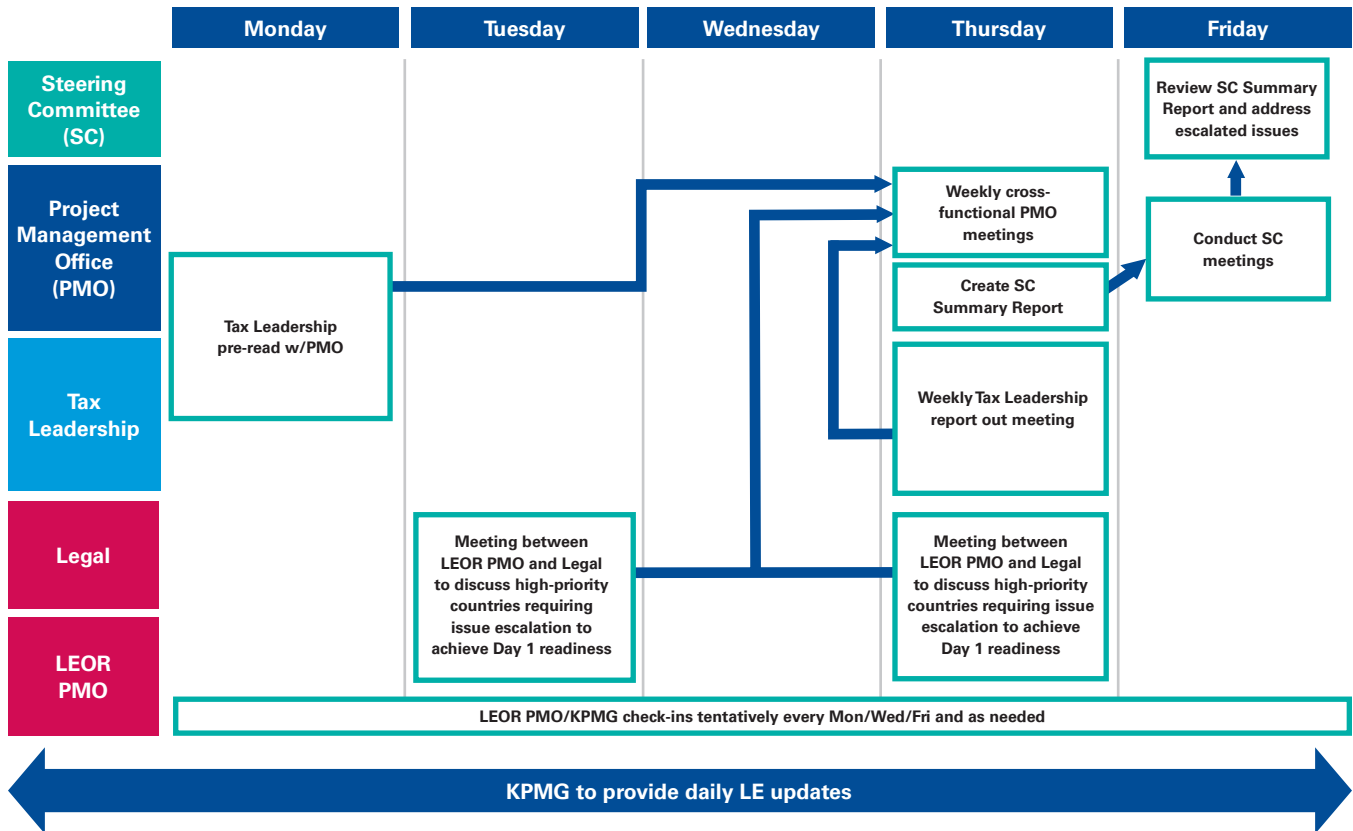 Monday
Tuesday
Wednesday
Thursday
Friday
Steering
Committee
(SC)
Review SC Summary
Report and address
escalated issues
Project
Management
Office
(PMO)
Weekly cross-
functional PMO
meetings
Conduct SC
meetings
Create SC
Summary Report
Tax Leadership
pre-read w/PMO
Tax
Leadership
Weekly Tax Leadership
report out meeting
Legal
Meeting between
LEOR PMO and Legal
to discuss high-priority
countries requiring
issue escalation to
achieve Day 1 readiness
Meeting between
LEOR PMO and Legal
to discuss high-priority
countries requiring issue
escalation to achieve
Day 1 readiness
LEOR
PMO
LEOR PMO/KPMG check-ins tentatively every Mon/Wed/Fri and as needed
KPMG to provide daily LE updates